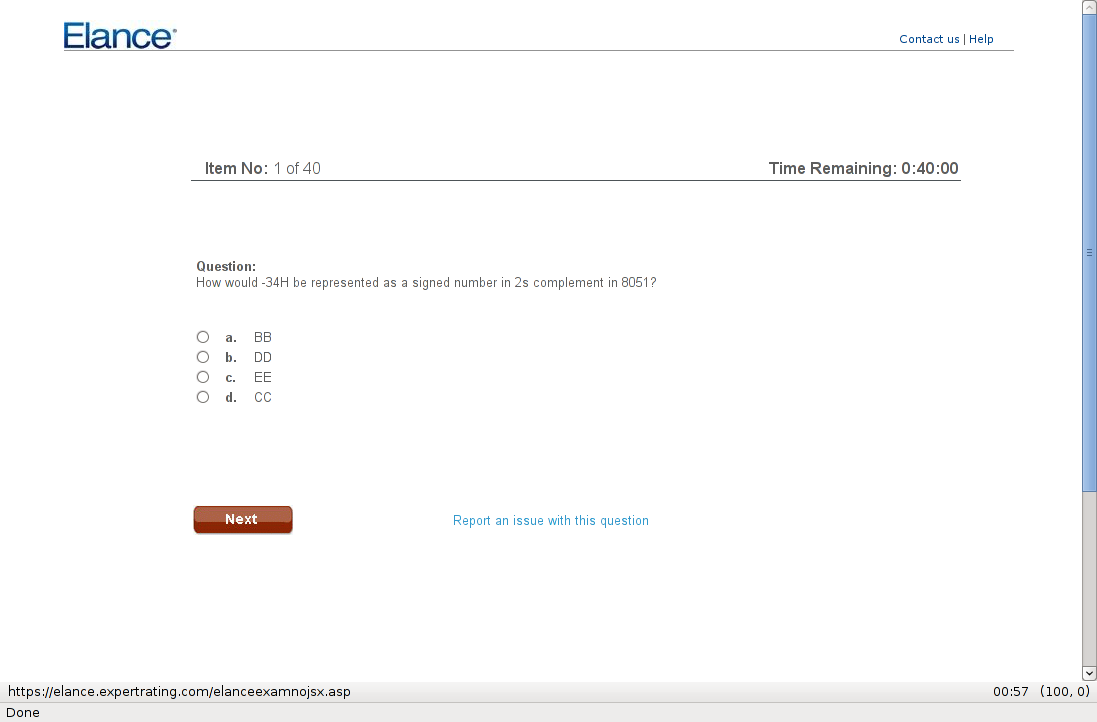 Elance
Contact us | Help
Item No: 1 of 40
Time Remaining: 0:40:00
Question:
How would -34H be represented as a signed number in 2s complement in 8051?
a. BB
b. DD
c. EE
d. CC
Next
Report an issue with this question
https://elance.expertrating.com/elanceexamnojsx.asp
00:57 (100, 0)
Done